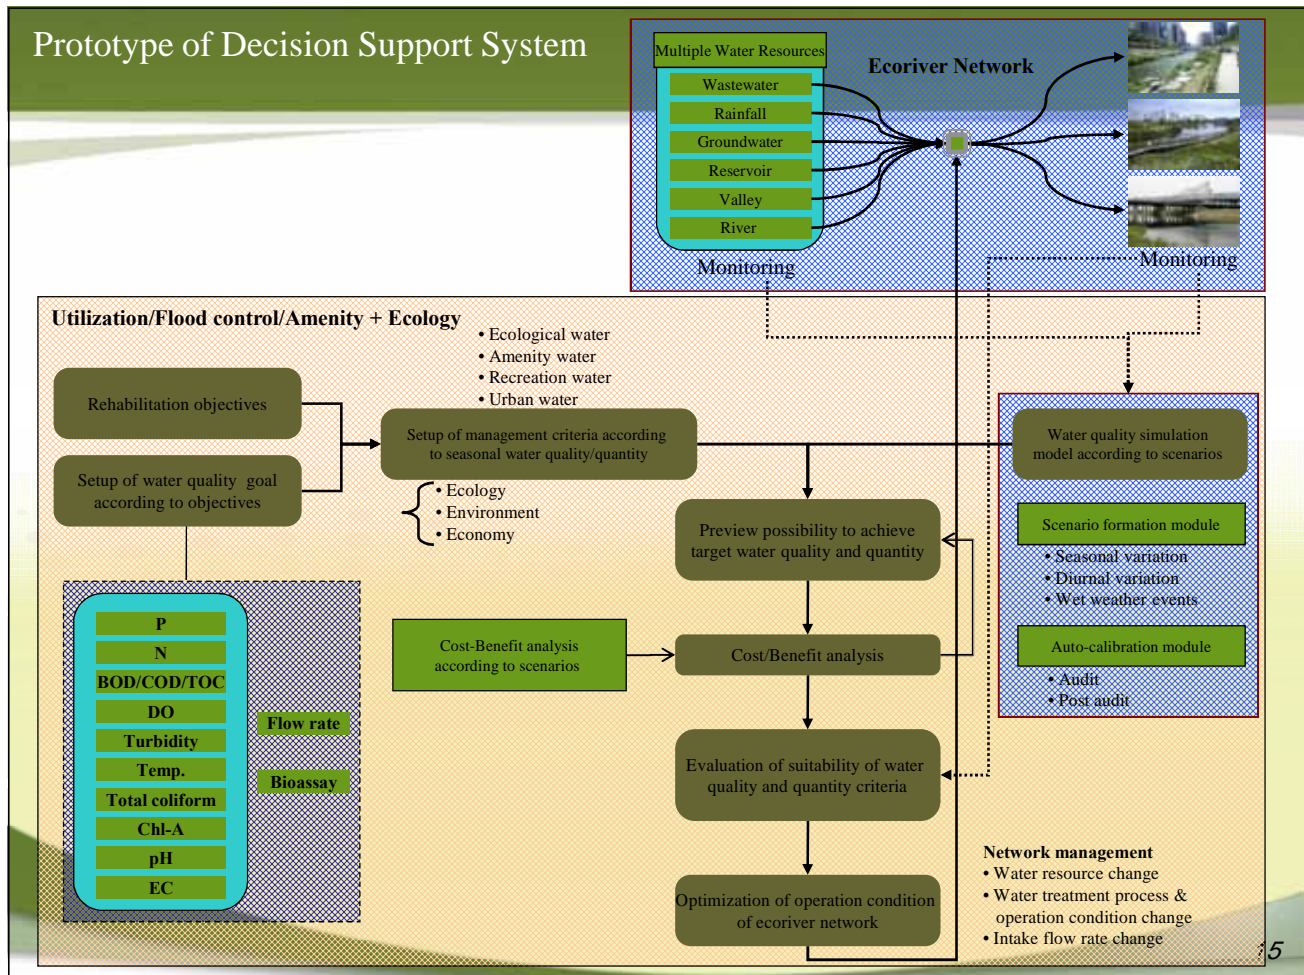 Prototype of Decision Support System
Multiple Water Resources
Wastewater
Rainfall
Groundwater
Reservoir
Valley
River
Monitoring
Ecoriver Network
Monitoring
Utilization/Flood control/Amenity + Ecology
• Ecological water
• Amenity water
• Recreation water
• Urban water
Rehabilitation objectives
Setup of water quality goal
according to objectives
Setup of management criteria according
to seasonal water quality/quantity
• Ecology
• Environment
• Economy
Water quality simulation
model according to scenarios
Scenario formation module
• Seasonal variation
• Diurnal variation
• Wet weather events
Auto-calibration module
• Audit
• Post audit
Preview possibility to achieve
target water quality and quantity
Cost-Benefit analysis
according to scenarios
Cost/Benefit analysis
Evaluation of suitability of water
quality and quantity criteria
Optimization of operation condition
of ecoriver network
P
N
BOD/COD/TOC
DO
Turbidity
Temp.
Total coliform
Chl-A
pH
EC
Flow rate
Bioassay
Network management
• Water resource change
• Water treatment process &
operation condition change
• Intake flow rate change
15